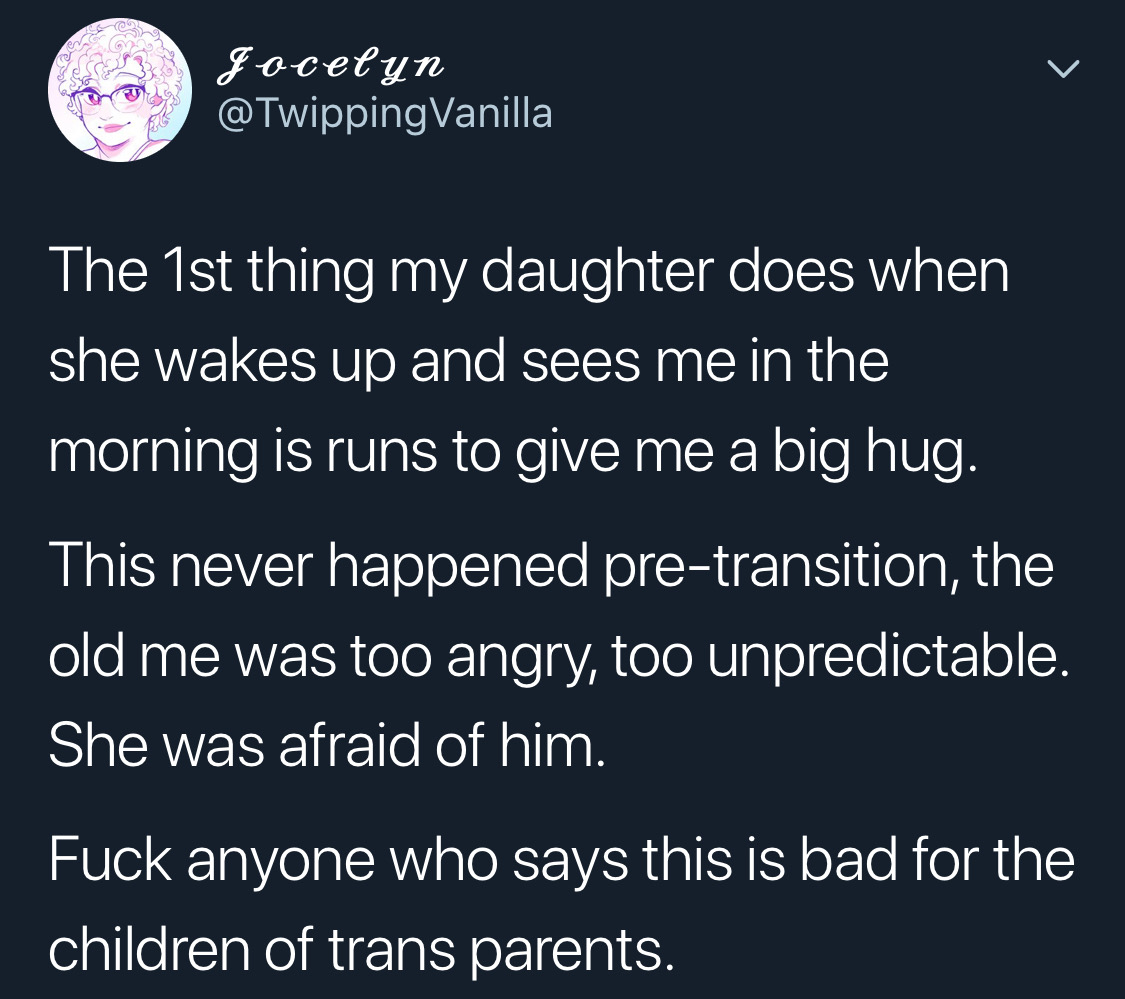 Jocelyn
@TwippingVanilla
The 1st thing my daughter does when
she wakes up and sees me in the
morning is runs to give me a big hug.
This never happened pre-transition, the
old me was too angry, too unpredictable.
She was afraid of him.
Fuck anyone who says this is bad for the
children of trans parents.